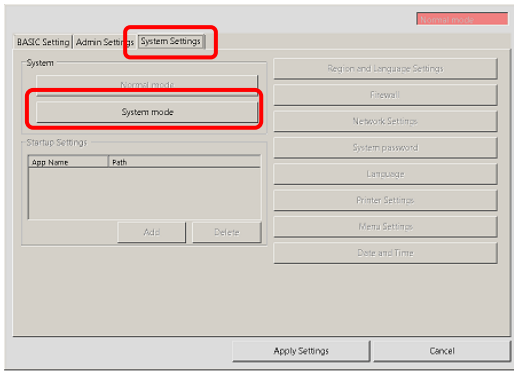 Normal mode
BASIC Setting Admin Settings System Settings
System
Normal mode
System mode
Startup Settings
App Name Path
Add Delete
Region and Language Settings
Firewall
Network Settings
System password
Language
Printer Settings
Menu Settings
Date and Time
Apply Settings Cancel